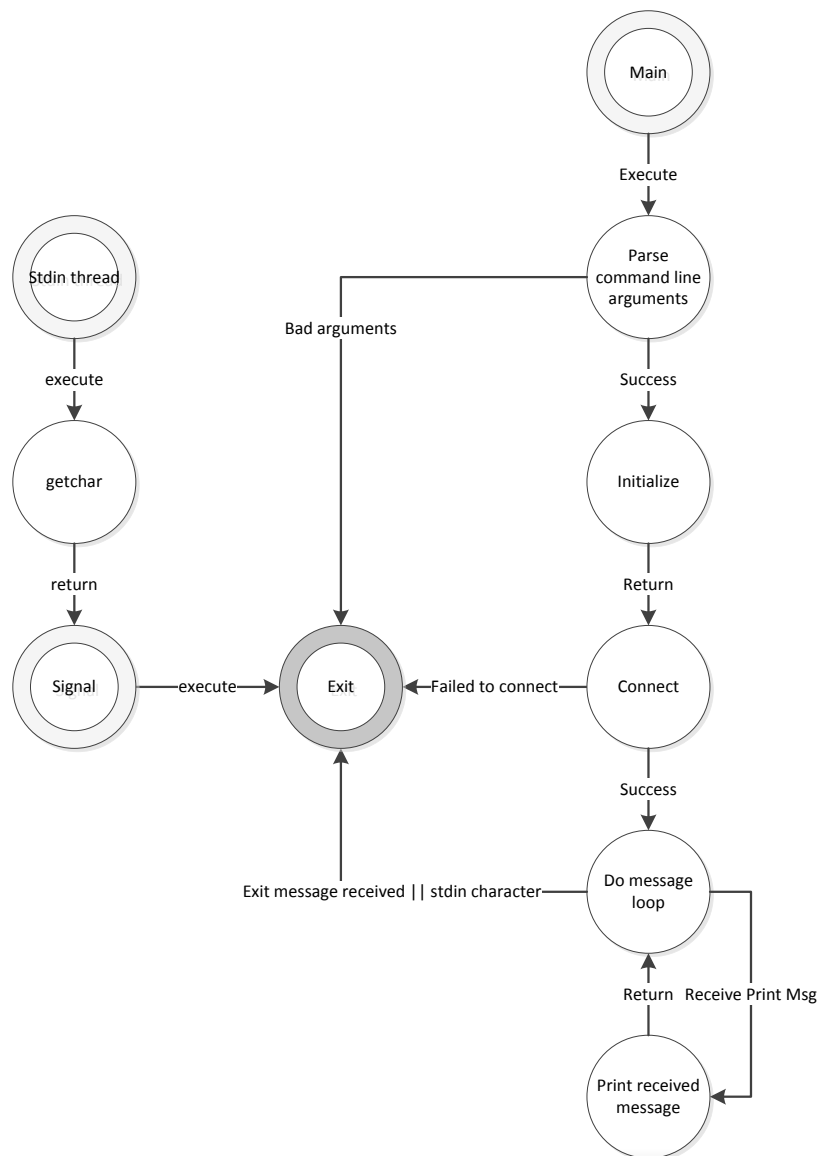 Main
Execute
Parse
command line
arguments
Stdin thread
Bad arguments
execute
Success
getchar
Initialize
return
Return
Signal
execute
Exit
Failed to connect
Connect
Success
Exit message received || stdin character
Do message
loop
Return
Receive Print Msg
Print received
message